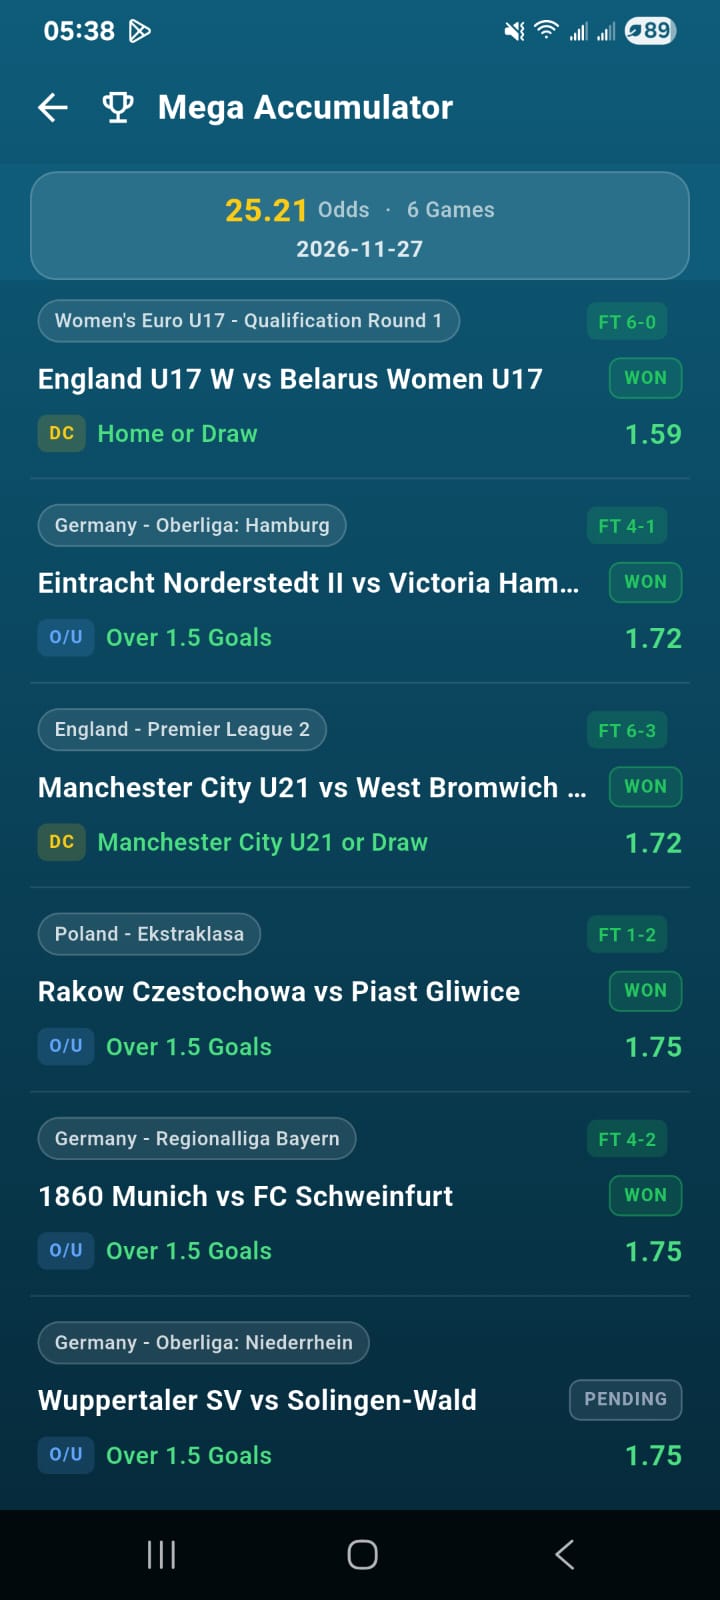 05:38
89
Mega Accumulator
25.21 Odds · 6 Games
2026-11-27
Women's Euro U17 - Qualification Round 1 FT 6-0
England U17 W vs Belarus Women U17 WON
DC Home or Draw 1.59
Germany - Oberliga: Hamburg FT 4-1
Eintracht Norderstedt II vs Victoria Ham... WON
O/U Over 1.5 Goals 1.72
England - Premier League 2 FT 6-3
Manchester City U21 vs West Bromwich ... WON
DC Manchester City U21 or Draw 1.72
Poland - Ekstraklasa FT 1-2
Rakow Czestochowa vs Piast Gliwice WON
O/U Over 1.5 Goals 1.75
Germany - Regionalliga Bayern FT 4-2
1860 Munich vs FC Schweinfurt WON
O/U Over 1.5 Goals 1.75
Germany - Oberliga: Niederrhein
Wuppertaler SV vs Solingen-Wald PENDING
O/U Over 1.5 Goals 1.75